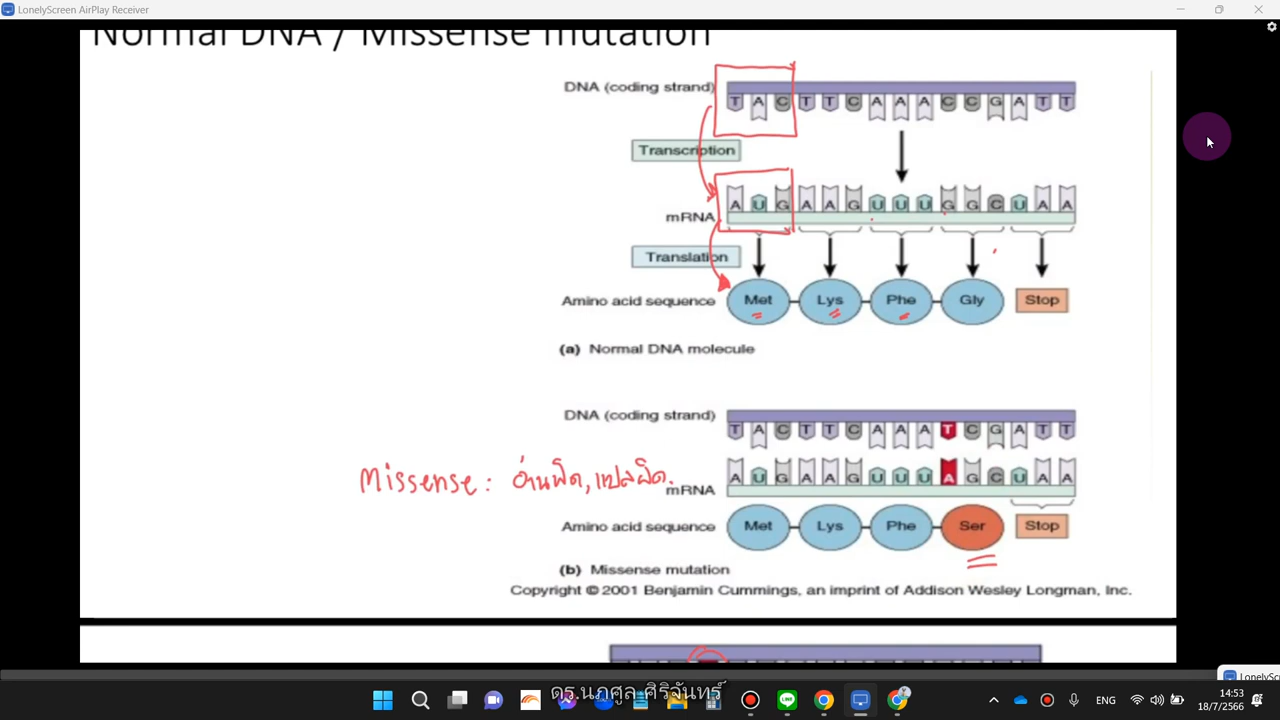 LonelyScreen AirPlay Receiver
Normal DNA / Missense mutation
DNA (coding strand)
T A C T T C A A A C C G A T T
Transcription
A U G A A G U U U G G C U A A
mRNA
Translation
Amino acid sequence Met Lys Phe Gly Stop
(a) Normal DNA molecule
DNA (coding strand)
T A C T T C A A A T C G A T T
Missense: อ่านผิด, แปลผิด.
A U G A A G U U U A G C U A A
mRNA
Amino acid sequence Met Lys Phe Ser Stop
(b) Missense mutation
Copyright © 2001 Benjamin Cummings, an imprint of Addison Wesley Longman, Inc.
LonelyS
ดร.นภศูล ศิริจันทร์
ENG
14:53
18/7/2566